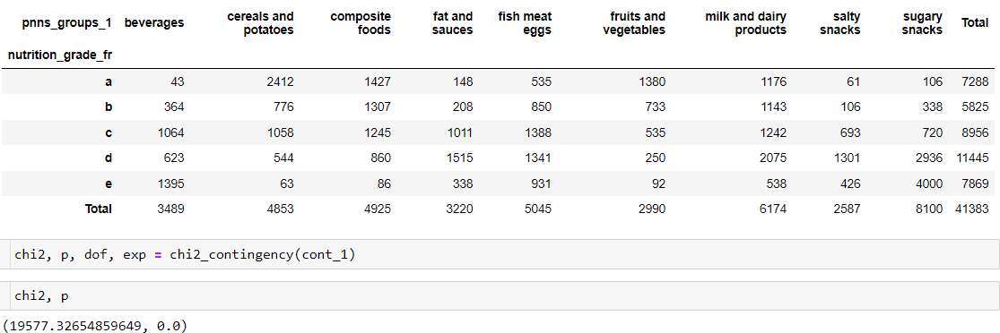 pnns_groups_1 beverages cereals and potatoes composite foods fat and sauces fish meat eggs fruits and vegetables milk and dairy products salty snacks sugary snacks Total
nutrition_grade_fr
a 43 2412 1427 148 535 1380 1176 61 106 7288
b 364 776 1307 208 850 733 1143 106 338 5825
c 1064 1058 1245 1011 1388 535 1242 693 720 8956
d 623 544 860 1515 1341 250 2075 1301 2936 11445
e 1395 63 86 338 931 92 538 426 4000 7869
Total 3489 4853 4925 3220 5045 2990 6174 2587 8100 41383
chi2, p, dof, exp = chi2_contingency(cont_1)
chi2, p
(19577.32654859649, 0.0)